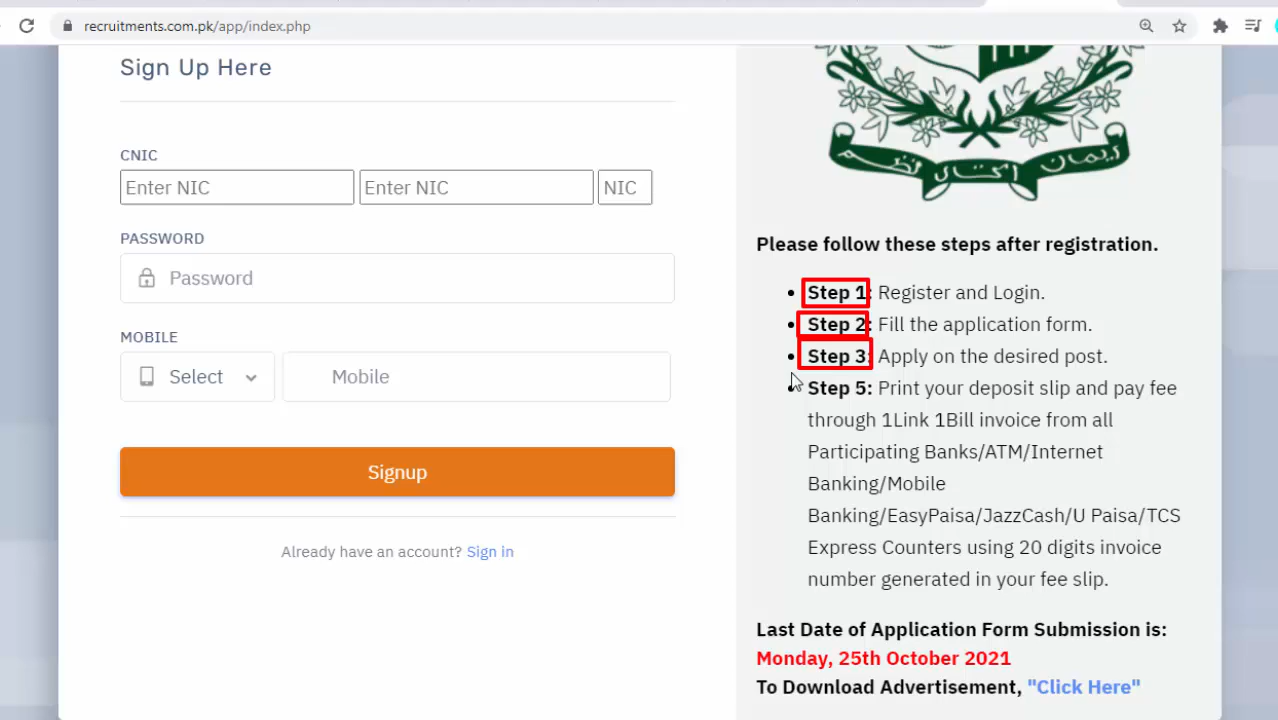 recruitments.com.pk/app/index.php
Sign Up Here
CNIC
Enter NIC Enter NIC NIC
PASSWORD
Password
MOBILE
Select Mobile
Signup
Already have an account? Sign in
ایمان اتحاد نظم
Please follow these steps after registration.
• Step 1: Register and Login.
• Step 2: Fill the application form.
• Step 3: Apply on the desired post.
• Step 5: Print your deposit slip and pay fee
through 1Link 1Bill invoice from all
Participating Banks/ATM/Internet
Banking/Mobile
Banking/EasyPaisa/JazzCash/U Paisa/TCS
Express Counters using 20 digits invoice
number generated in your fee slip.
Last Date of Application Form Submission is:
Monday, 25th October 2021
To Download Advertisement, "Click Here"